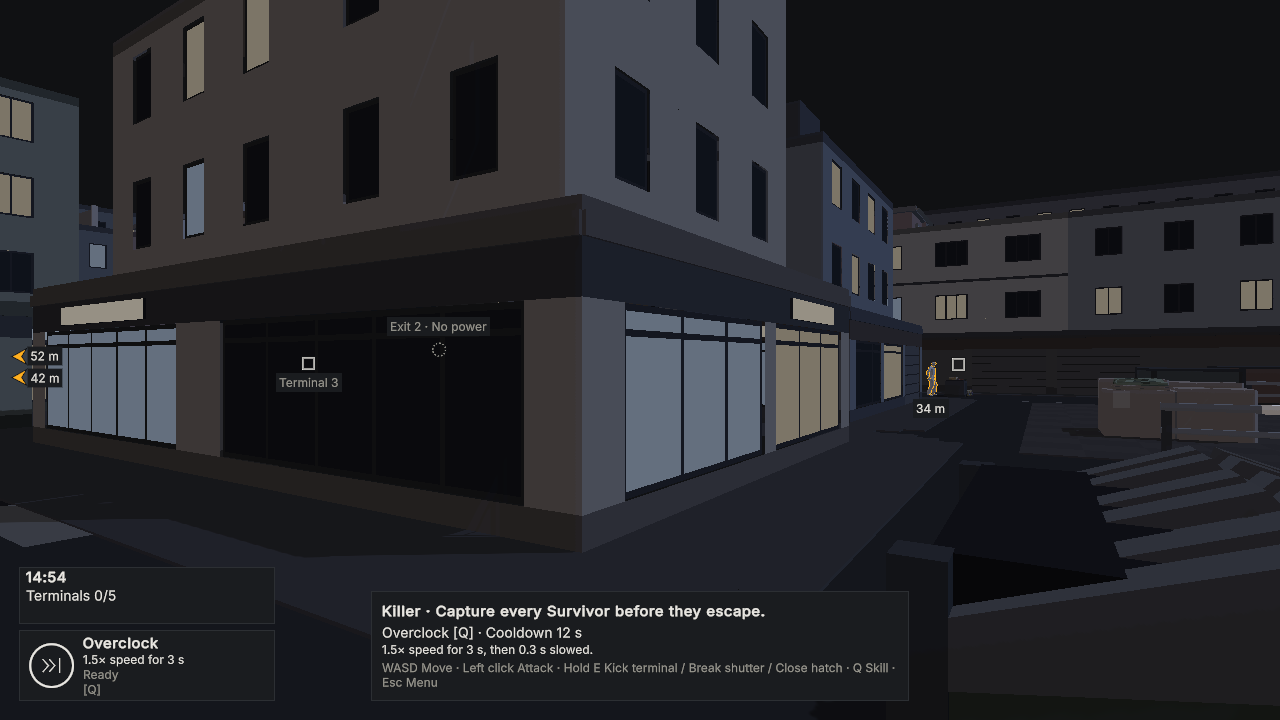 Exit 2 · No power
52 m
Terminal 3
42 m
34 m
14:54
Terminals 0/5
Overclock
1.5× speed for 3 s
Ready
[Q]
Killer · Capture every Survivor before they escape.
Overclock [Q] · Cooldown 12 s
1.5× speed for 3 s, then 0.3 s slowed.
WASD Move · Left click Attack · Hold E Kick terminal / Break shutter / Close hatch · Q Skill ·
Esc Menu